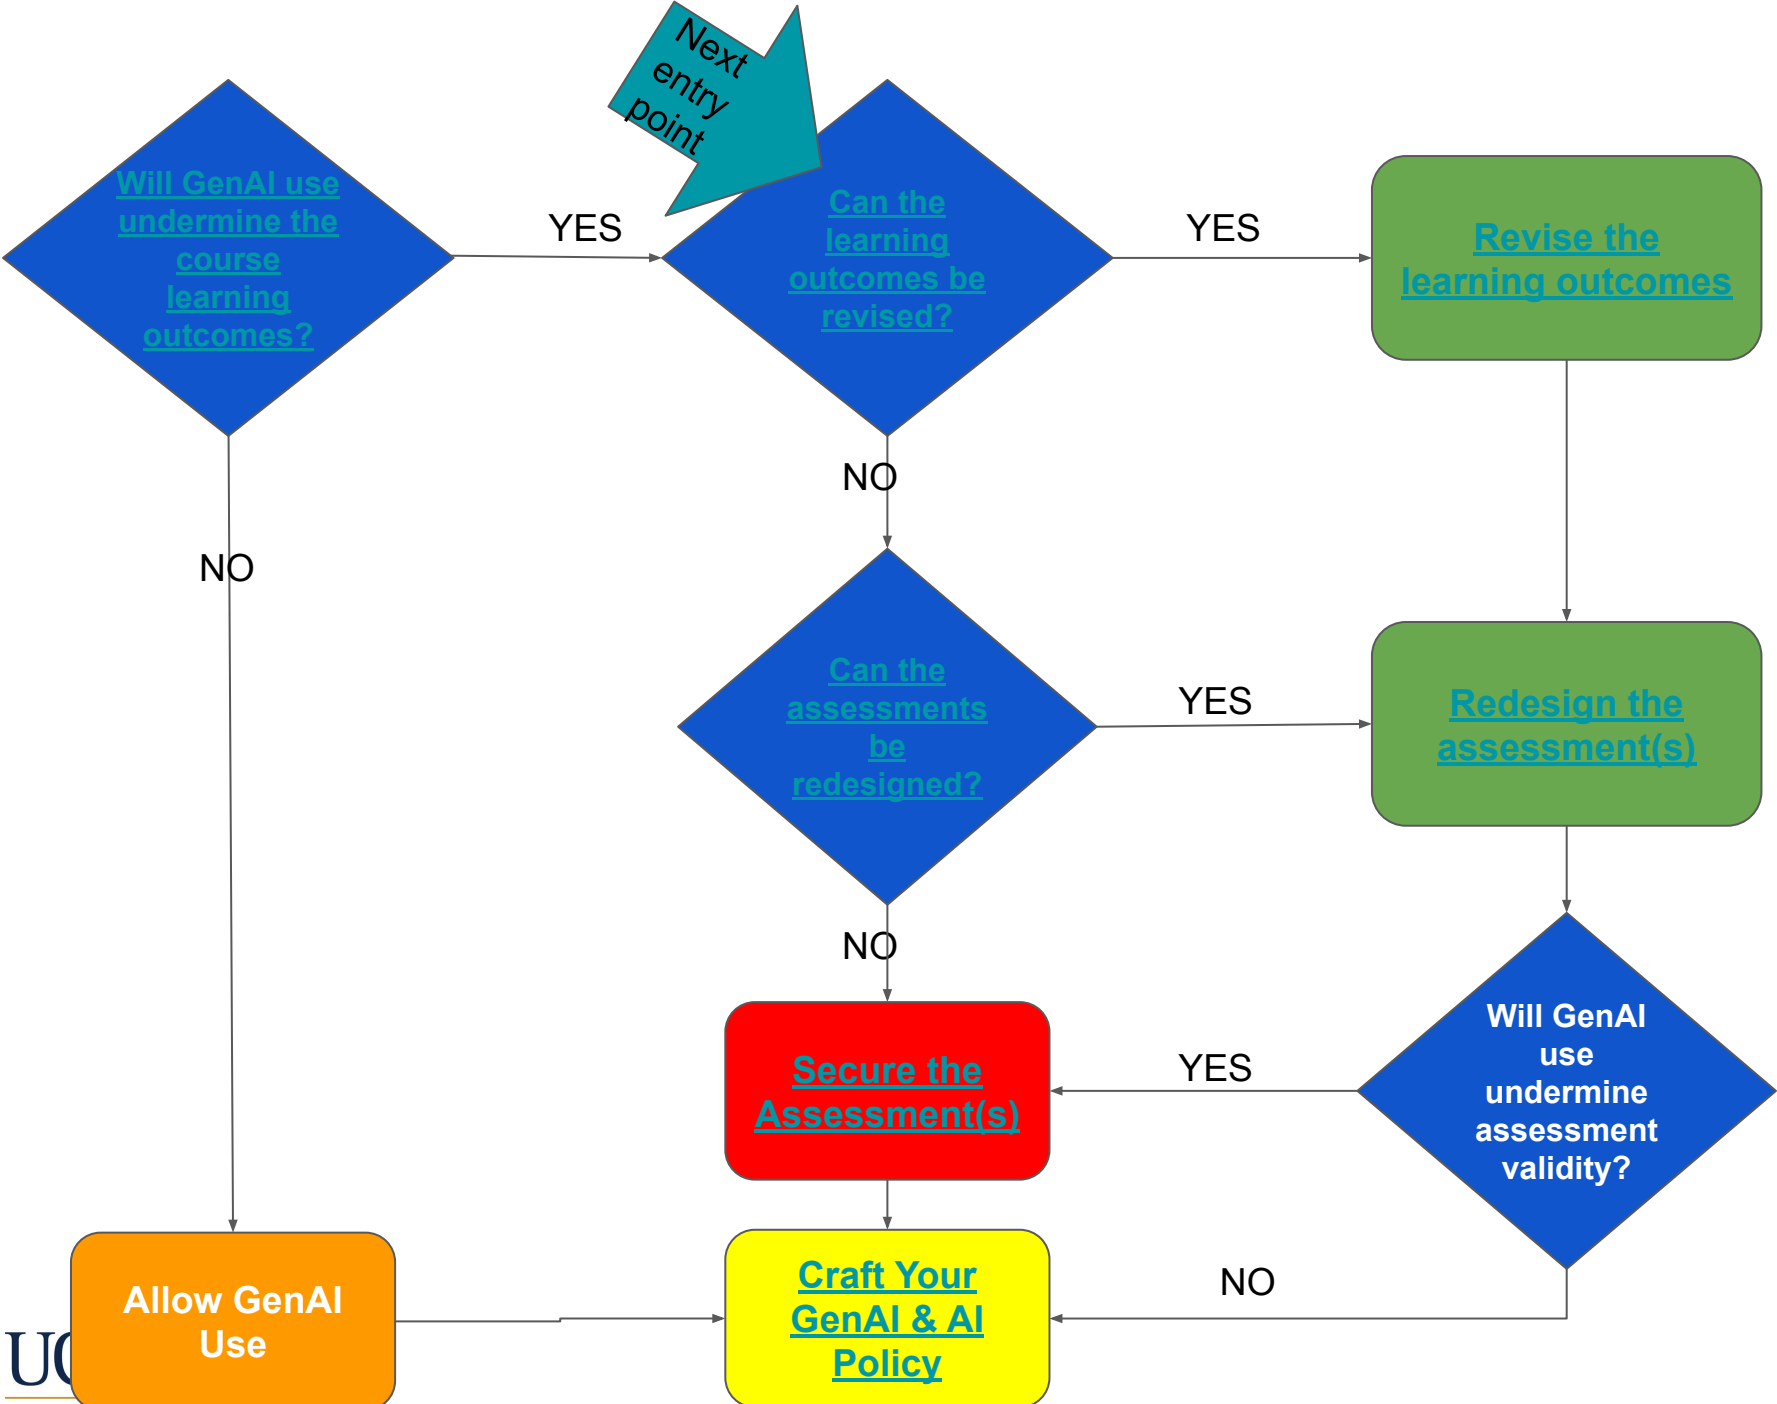 Next
entry
point
Will GenAI use
undermine the
course
learning
outcomes?
YES
Can the
learning
outcomes be
revised?
YES
Revise the
learning outcomes
NO
NO
Can the
assessments
be
redesigned?
YES
Redesign the
assessment(s)
NO
Secure the
Assessment(s)
YES
Will GenAI
use
undermine
assessment
validity?
Allow GenAI
Use
Craft Your
GenAI & AI
Policy
NO